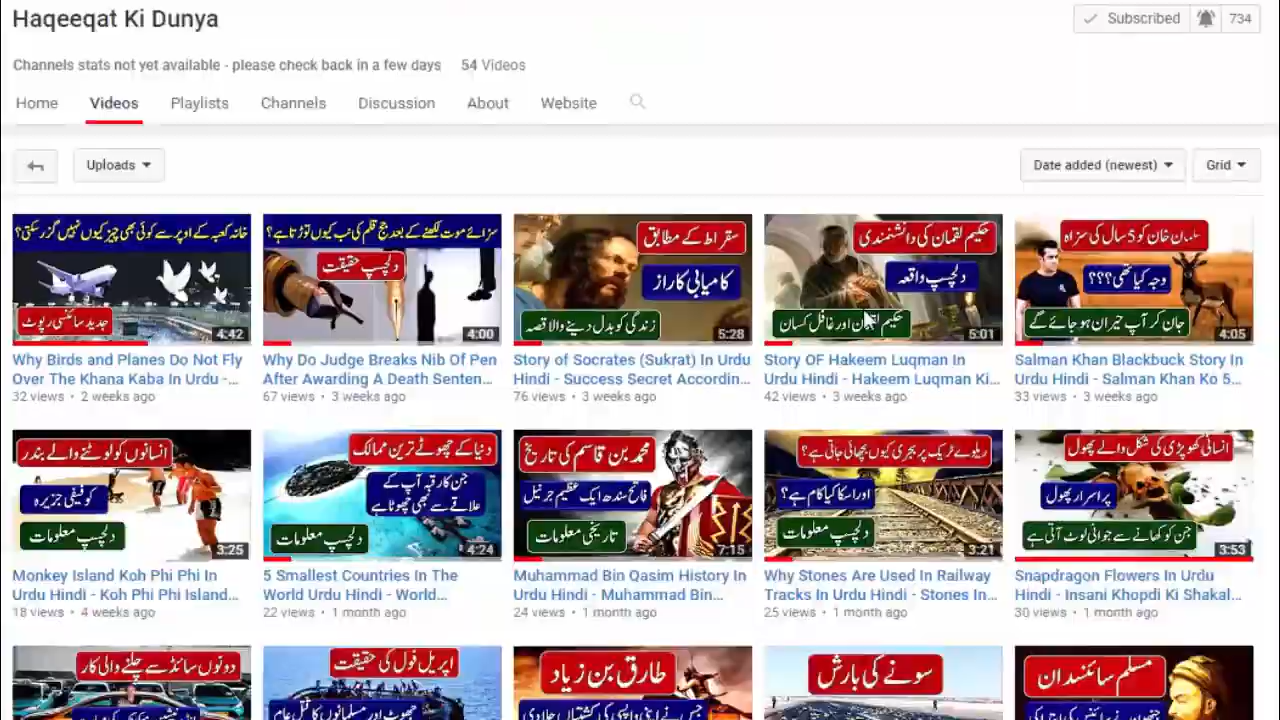 Haqeeqat Ki Dunya
Subscribed 734
Channels stats not yet available - please check back in a few days 54 Videos
Home Videos Playlists Channels Discussion About Website
Uploads Date added (newest) Grid
خانہ کعبہ کے اوپر سے کوئی بھی چیز کیوں نہیں گزر سکتی؟
جدید سائنسی رپوٹ
4:42
Why Birds and Planes Do Not Fly
Over The Khana Kaba In Urdu -...
32 views • 2 weeks ago
سزائے موت لکھنے کے بعد جج قلم کی نب کیوں توڑتا ہے؟
دلچسپ حقیقت
4:00
Why Do Judge Breaks Nib Of Pen
After Awarding A Death Senten...
67 views • 3 weeks ago
سقراط کے مطابق
کامیابی کا راز
زندگی کو بدل دینے والا قصہ
5:28
Story of Socrates (Sukrat) In Urdu
Hindi - Success Secret Accordin...
76 views • 3 weeks ago
حکیم لقمان کی دانشمندی
دلچسپ واقعہ
حکیم لقمان اور غافل کسان
5:01
Story OF Hakeem Luqman In
Urdu Hindi - Hakeem Luqman Ki...
42 views • 3 weeks ago
سلمان خان کو 5 سال کی سزاہ
وجہ کیا تھی؟؟؟
جان کر آپ حیران ہو جائے گے
4:05
Salman Khan Blackbuck Story In
Urdu Hindi - Salman Khan Ko 5...
33 views • 3 weeks ago
انسانوں کو لوٹنے والے بندر
کوفیفی جزیرہ
دلچسپ معلومات
3:25
Monkey Island Koh Phi Phi In
Urdu Hindi - Koh Phi Phi Island...
18 views • 4 weeks ago
دنیا کے چھوٹے ترین ممالک
جن کا رقبہ آپ کے
علاقے سے بھی چھوٹا ہے
دلچسپ معلومات
4:24
5 Smallest Countries In The
World Urdu Hindi - World...
22 views • 1 month ago
محمد بن قاسم کی تاریخ
فاتح سندھ ایک عظیم جرنیل
تاریخی معلومات
7:15
Muhammad Bin Qasim History In
Urdu Hindi - Muhammad Bin...
24 views • 1 month ago
ریلوے ٹریک پر بجری کیوں بچھائی جاتی ہے؟
اور اسکا کیا کام ہے؟
دلچسپ معلومات
3:21
Why Stones Are Used In Railway
Tracks In Urdu Hindi - Stones In...
25 views • 1 month ago
انسانی کھوپڑی کی شکل والے پھول
پر اسرار پھول
جن کو کھانے سے جوانی لوٹ آتی ہے
3:53
Snapdragon Flowers In Urdu
Hindi - Insani Khopdi Ki Shakal...
30 views • 1 month ago
دونوں سائڈ سے چلنے والی کار
اپریل فول کی حقیقت
جھوٹ اور مسلمانوں کا قتل عام
طارق بن زیاد
جس نے اپنی واپسی کی کشتیاں جلا دی
سونے کی بارش
مسلم سائنسدان